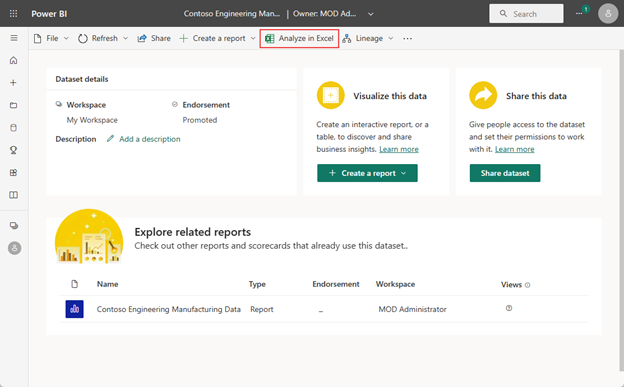 Power BI
Contoso Engineering Man... | Owner: MOD Ad...
Search
1
File
Refresh
Share
Create a report
Analyze in Excel
Lineage
Dataset details
Workspace
My Workspace
Endorsement
Promoted
Description
Add a description
Visualize this data
Create an interactive report, or a
table, to discover and share
business insights. Learn more
Create a report
Share this data
Give people access to the dataset
and set their permissions to work
with it. Learn more
Share dataset
Explore related reports
Check out other reports and scorecards that already use this dataset..
Name Type Endorsement Workspace Views
Contoso Engineering Manufacturing Data Report _ MOD Administrator